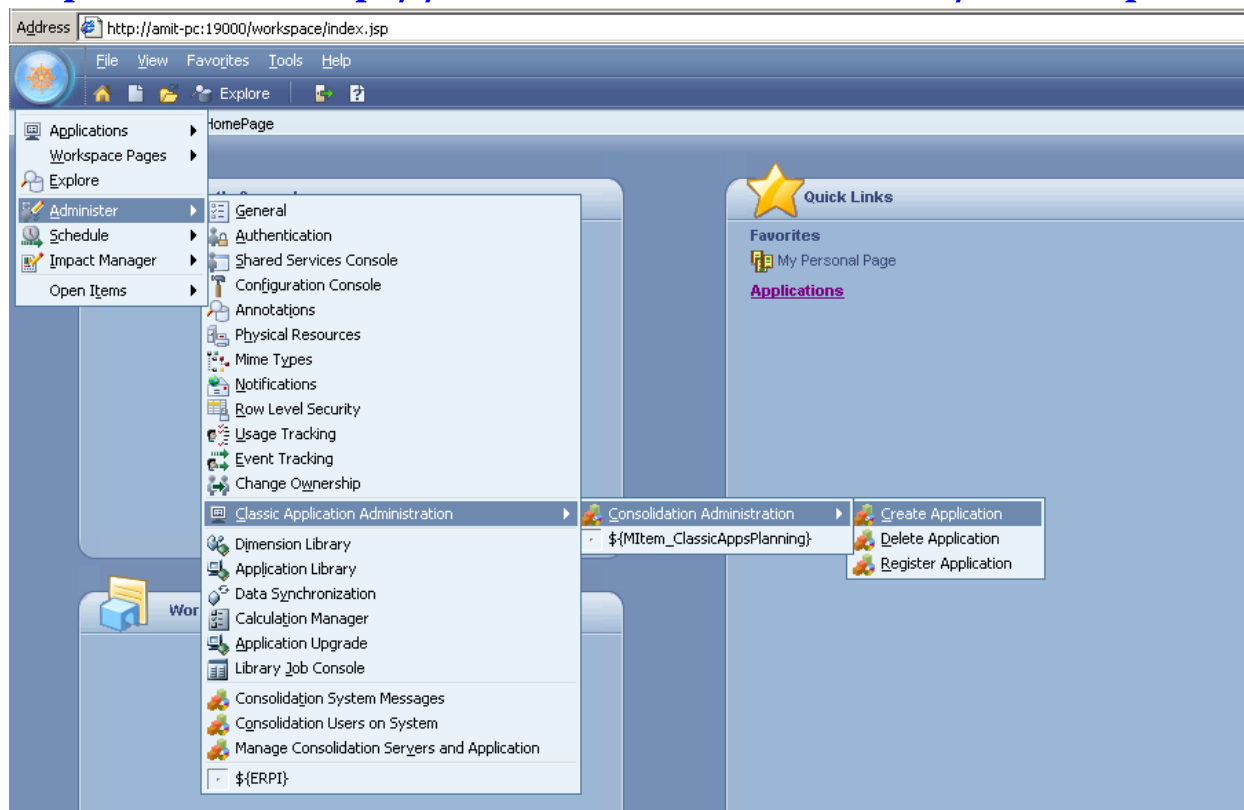 Address http://amit-pc:19000/workspace/index.jsp
File View Favorites Tools Help
Explore
HomePage
Applications
Workspace Pages
Explore
Administer
Schedule
Impact Manager
Open Items
General
Authentication
Shared Services Console
Configuration Console
Annotations
Physical Resources
Mime Types
Notifications
Row Level Security
Usage Tracking
Event Tracking
Change Ownership
Classic Application Administration
Dimension Library
Application Library
Data Synchronization
Calculation Manager
Application Upgrade
Library Job Console
Consolidation System Messages
Consolidation Users on System
Manage Consolidation Servers and Application
${ERPI}
Consolidation Administration
${MItem_ClassicAppsPlanning}
Create Application
Delete Application
Register Application
Quick Links
Favorites
My Personal Page
Applications
Wor